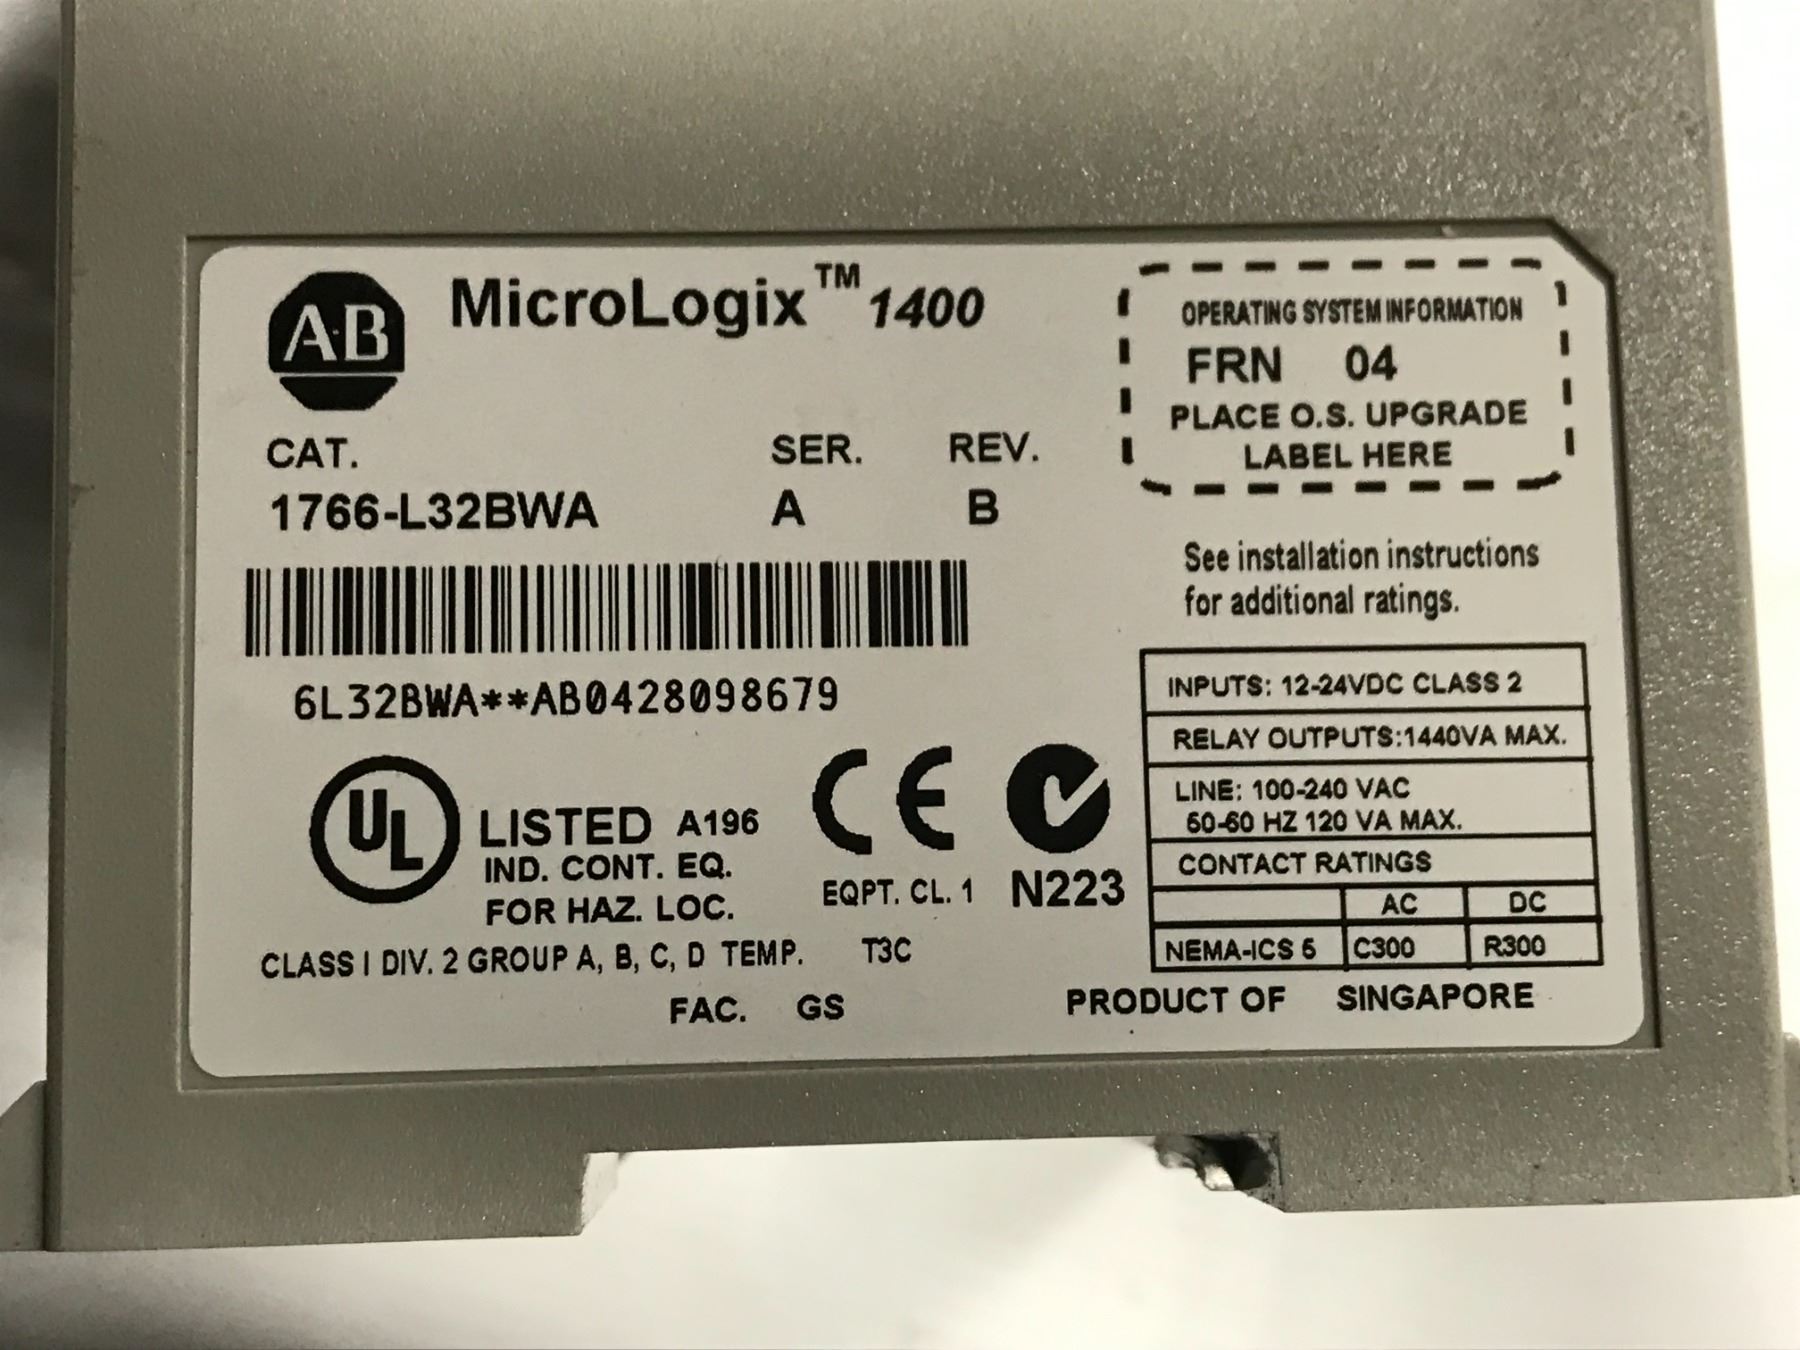 A·B
MicroLogix™ 1400
OPERATING SYSTEM INFORMATION
FRN 04
PLACE O.S. UPGRADE
LABEL HERE
CAT. SER. REV.
1766-L32BWA A B
See installation instructions
for additional ratings.
6L32BWA**AB0428098679
INPUTS: 12-24VDC CLASS 2
RELAY OUTPUTS:1440VA MAX.
LINE: 100-240 VAC
50-60 HZ 120 VA MAX.
CONTACT RATINGS
AC DC
NEMA-ICS 5 C300 R300
UL LISTED A196
IND. CONT. EQ.
FOR HAZ. LOC.
CE
EQPT. CL. 1
N223
CLASS I DIV. 2 GROUP A, B, C, D TEMP. T3C
FAC. GS
PRODUCT OF SINGAPORE